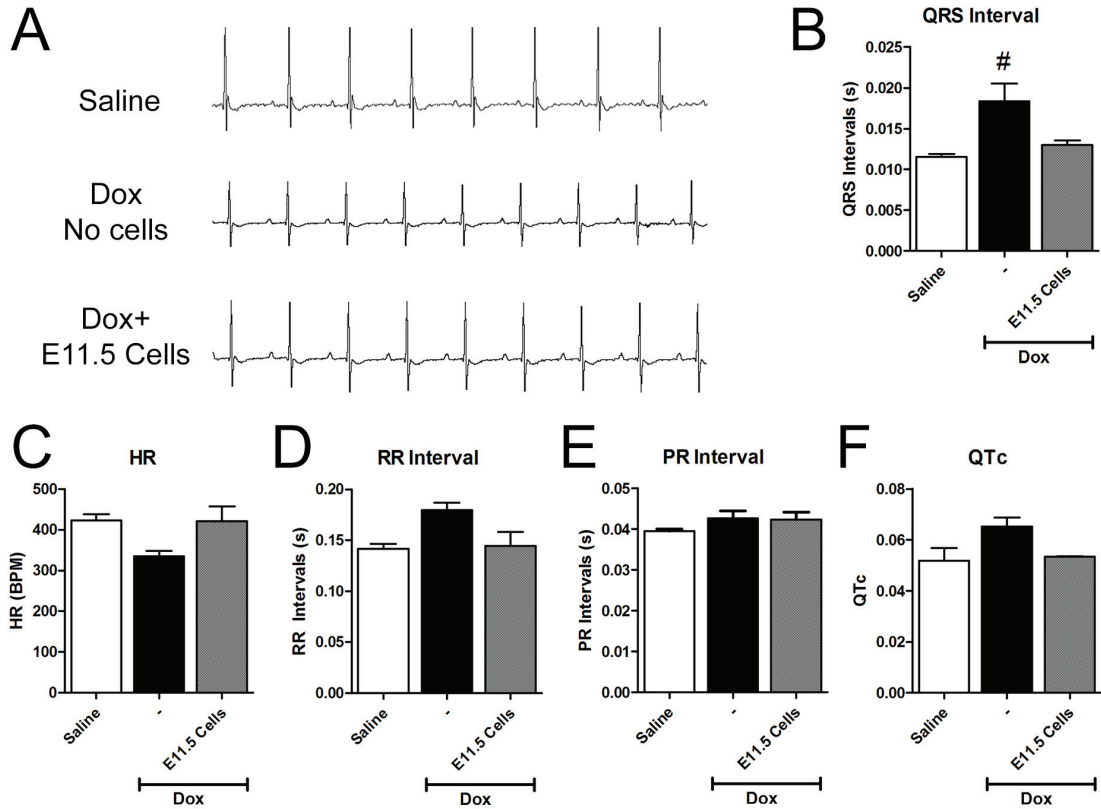 A
Saline
Dox
No cells
Dox+
E11.5 Cells
B
QRS Interval
QRS Intervals (s)
0.025
0.020
0.015
0.010
0.005
0.000
#
Saline
-
E11.5 Cells
Dox
C
HR
HR (BPM)
500
400
300
200
100
0
Saline
-
E11.5 Cells
Dox
D
RR Interval
RR Intervals (s)
0.20
0.15
0.10
0.05
0.00
Saline
-
E11.5 Cells
Dox
E
PR Interval
PR Intervals (s)
0.05
0.04
0.03
0.02
0.01
0.00
Saline
-
E11.5 Cells
Dox
F
QTc
QTc
0.08
0.06
0.04
0.02
0.00
Saline
-
E11.5 Cells
Dox